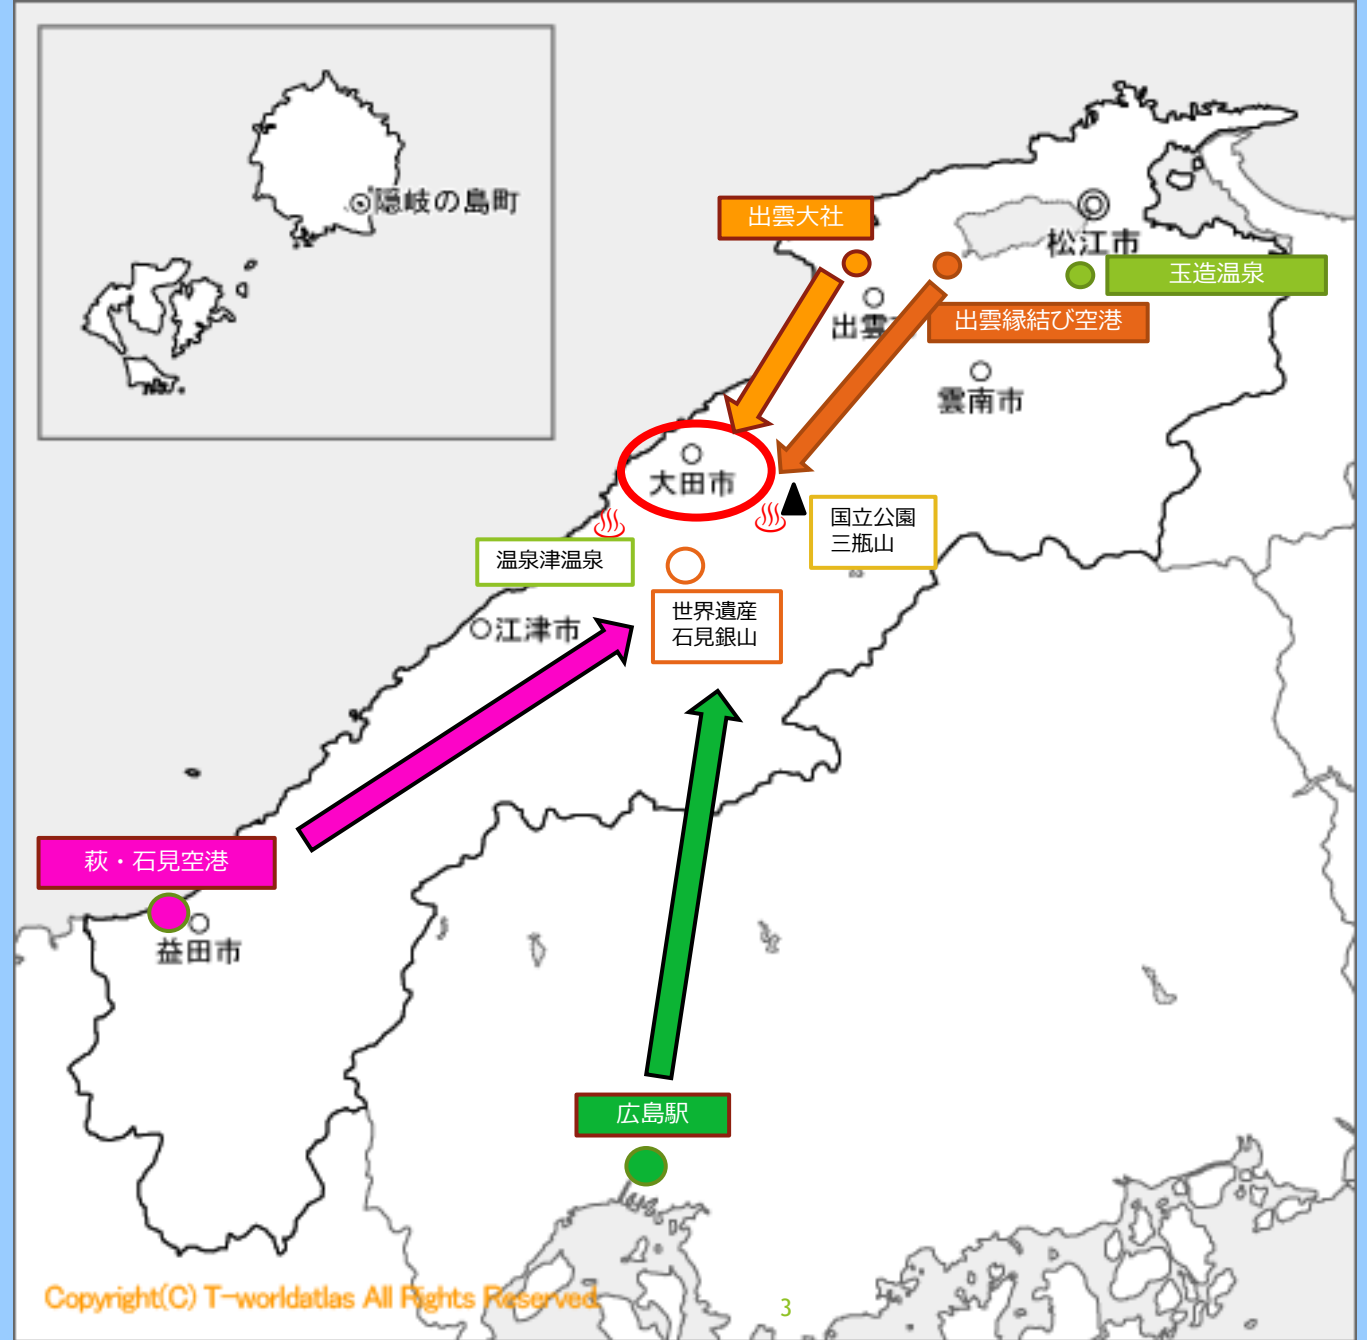 隠岐の島町
出雲大社
松江市
玉造温泉
出雲
出雲縁結び空港
雲南市
大田市
国立公園
三瓶山
温泉津温泉
世界遺産
石見銀山
江津市
萩・石見空港
益田市
広島駅
Copyright(C) T-worldatlas All Rights Reserved.
3